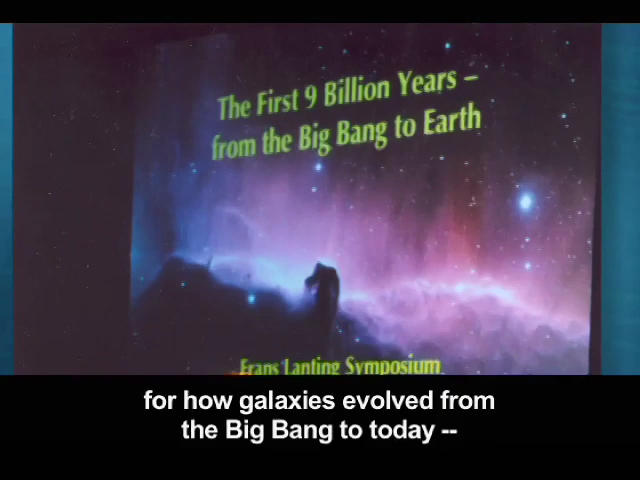 The First 9 Billion Years –
from the Big Bang to Earth
Frans Lanting Symposium
for how galaxies evolved from
the Big Bang to today --